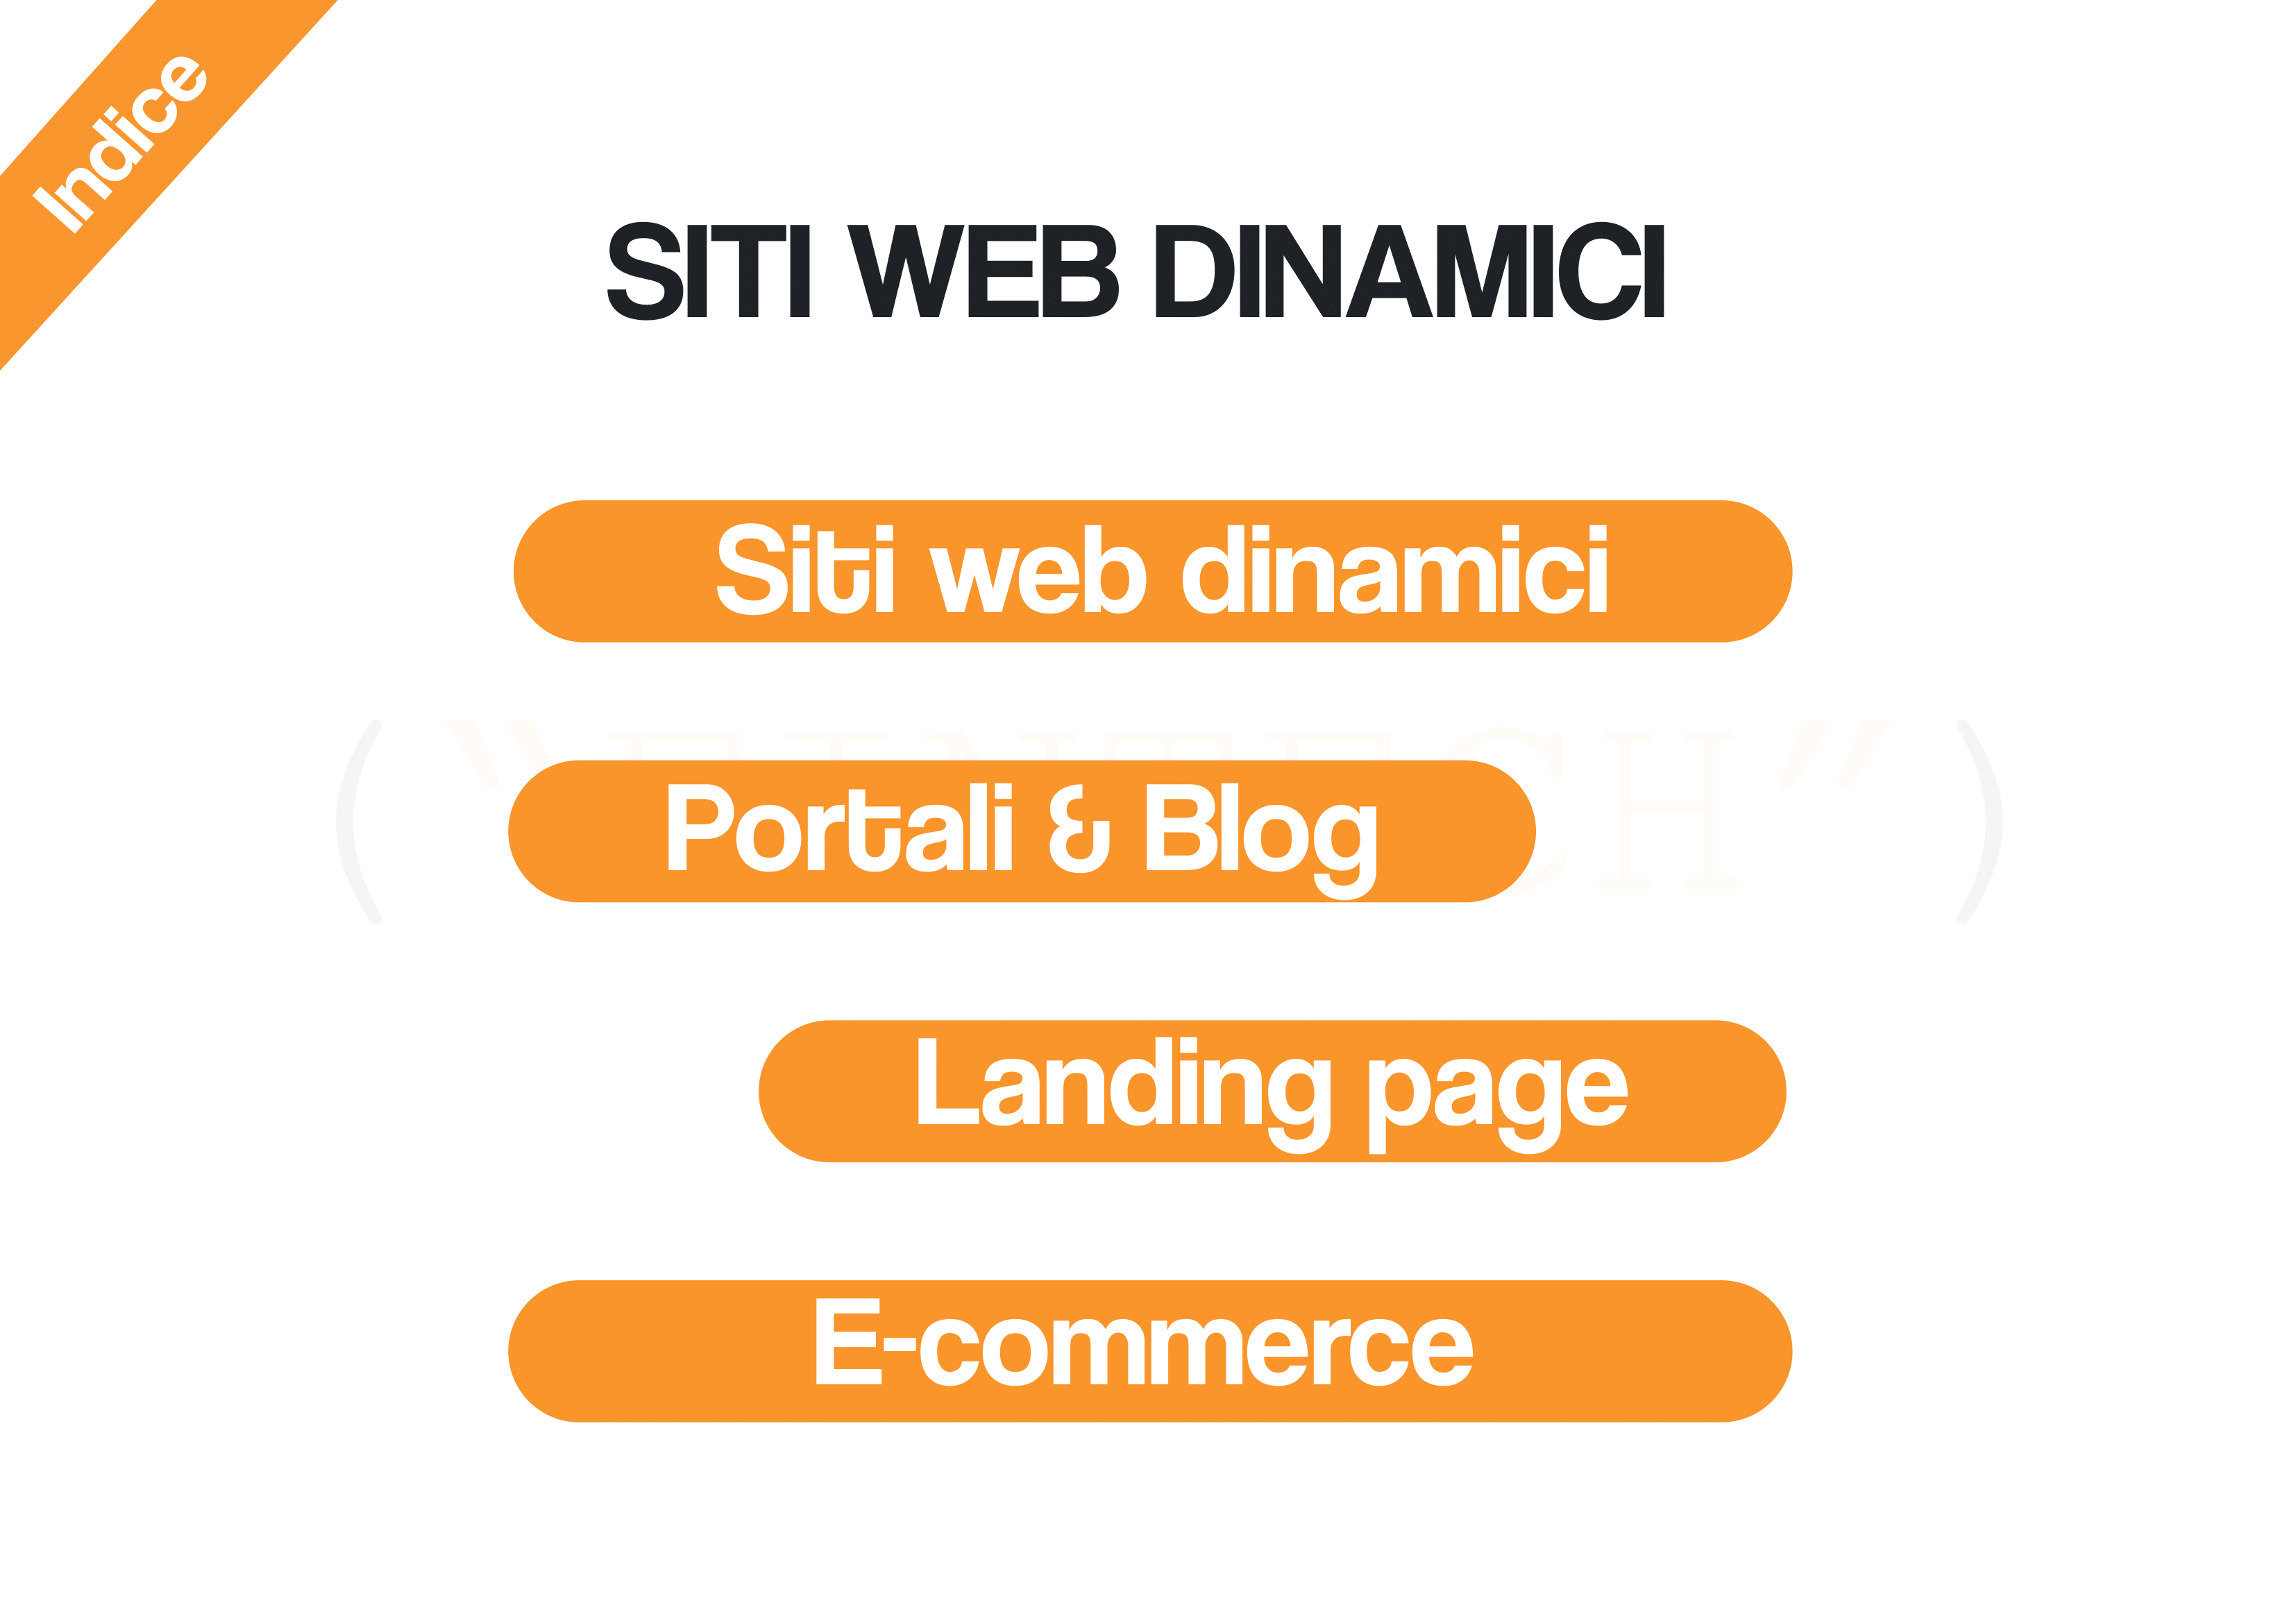 Indice
SITI WEB DINAMICI
Siti web dinamici
Portali & Blog
Landing page
E-commerce